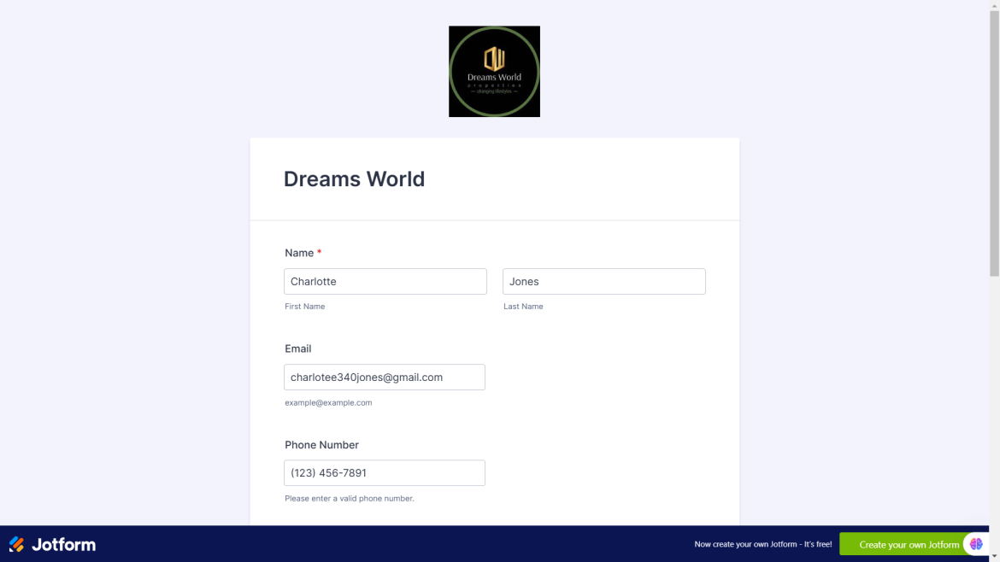 Dreams World
properties
changing lifestyles
Dreams World
Name *
Charlotte
Jones
First Name
Last Name
Email
charlotee340jones@gmail.com
example@example.com
Phone Number
(123) 456-7891
Please enter a valid phone number.
Jotform
Now create your own Jotform - It's free!
Create your own Jotform